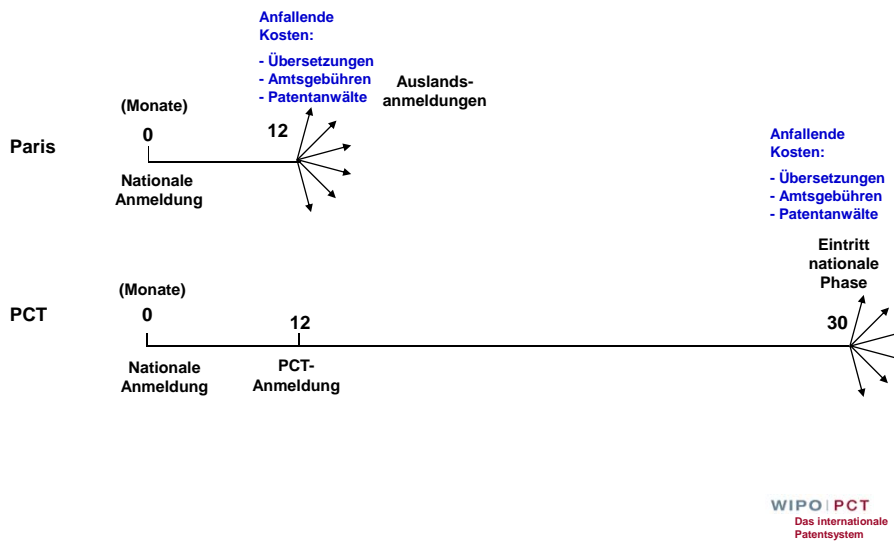 Anfallende
Kosten:
- Übersetzungen
- Amtsgebühren
- Patentanwälte
Auslands-
anmeldungen
(Monate)
0
12
Paris
Nationale
Anmeldung
Anfallende
Kosten:
- Übersetzungen
- Amtsgebühren
- Patentanwälte
Eintritt
nationale
Phase
(Monate)
PCT
0
12
30
Nationale
Anmeldung
PCT-
Anmeldung
WIPO | PCT
Das internationale
Patentsystem